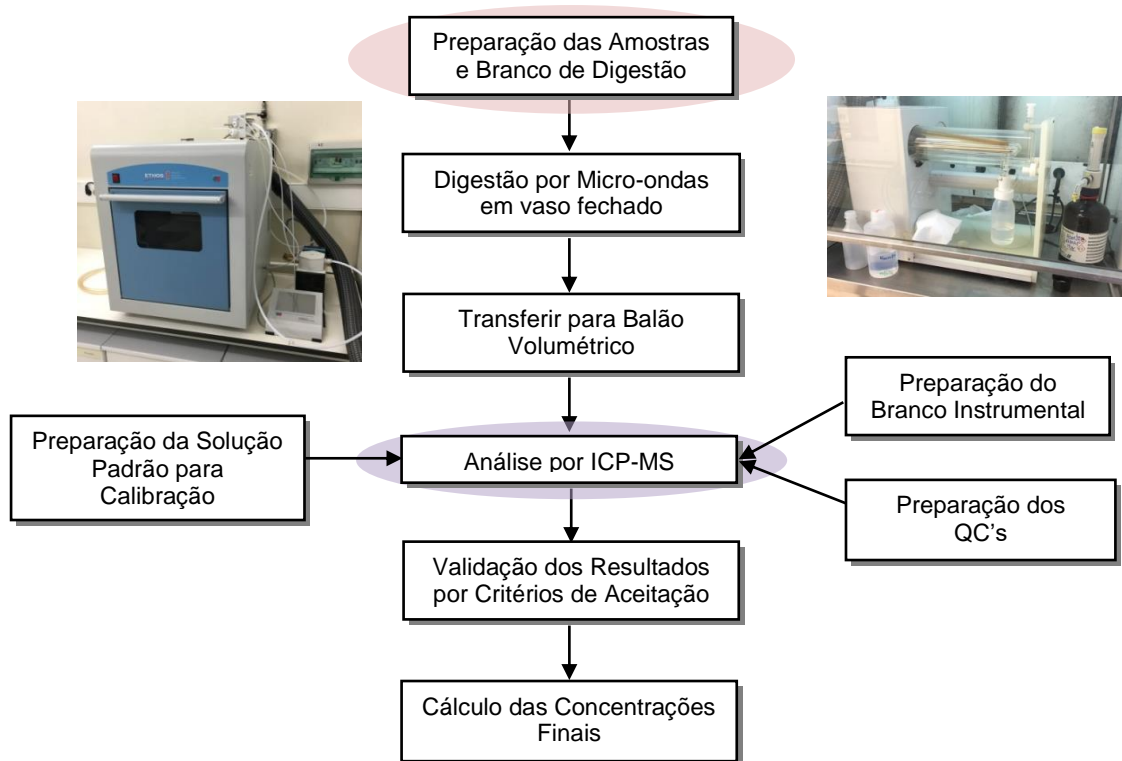 Preparação das Amostras
e Branco de Digestão
ETHOS
Digestão por Micro-ondas
em vaso fechado
Transferir para Balão
Volumétrico
Preparação do
Branco Instrumental
Preparação da Solução
Padrão para
Calibração
Análise por ICP-MS
Preparação dos
QC's
Validação dos Resultados
por Critérios de Aceitação
Cálculo das Concentrações
Finais